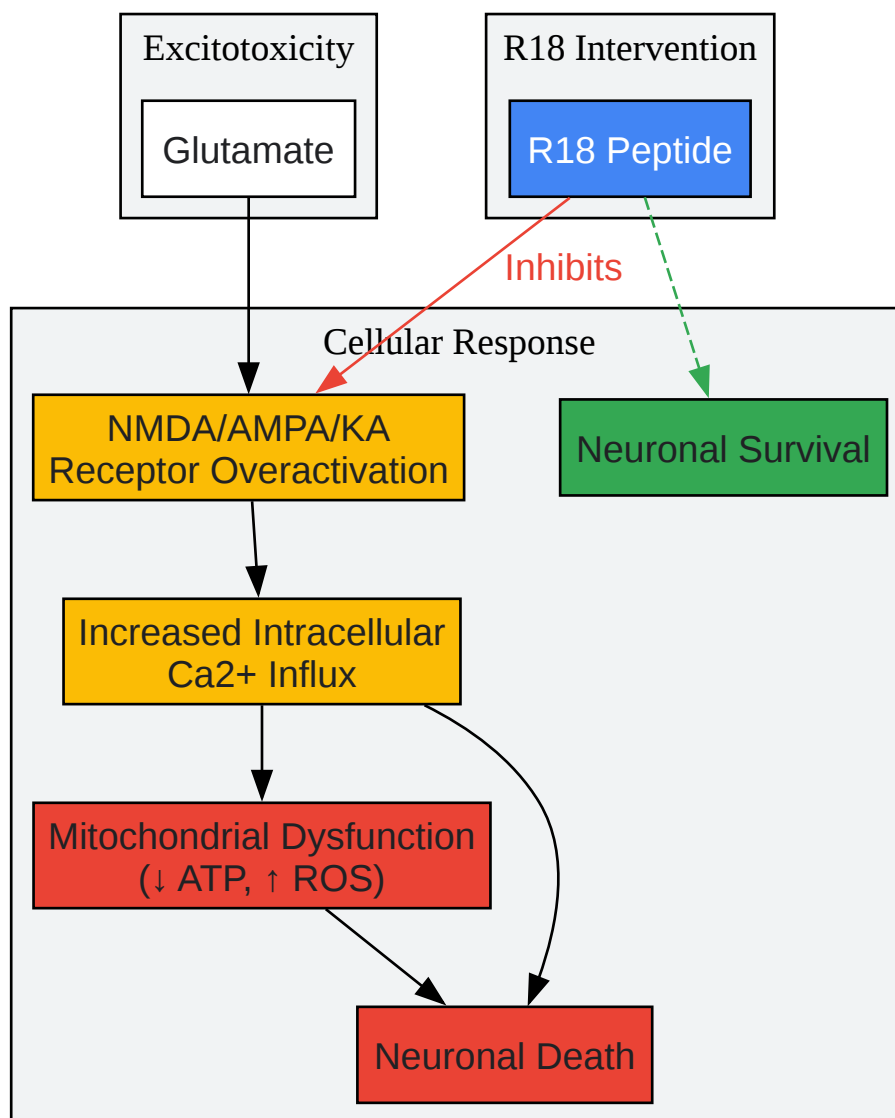 Excitotoxicity
R18 Intervention
Glutamate
R18 Peptide
Inhibits
Cellular Response
NMDA/AMPA/KA
Receptor Overactivation
Neuronal Survival
Increased Intracellular
Ca2+ Influx
Mitochondrial Dysfunction
(↓ ATP, ↑ ROS)
Neuronal Death